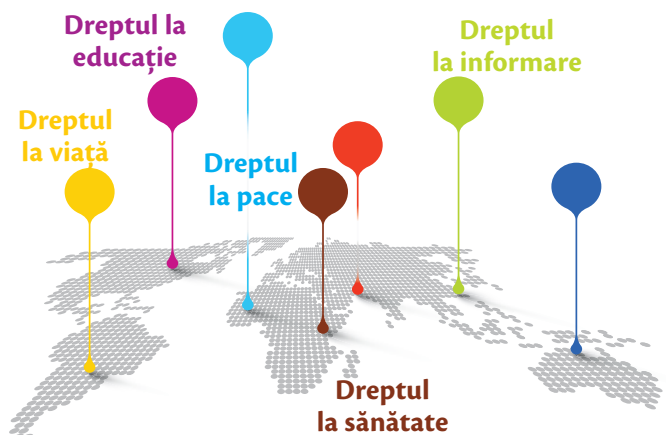 Dreptul la
educație
Dreptul
la informare
Dreptul
la viață
Dreptul
la pace
Dreptul
la sănătate